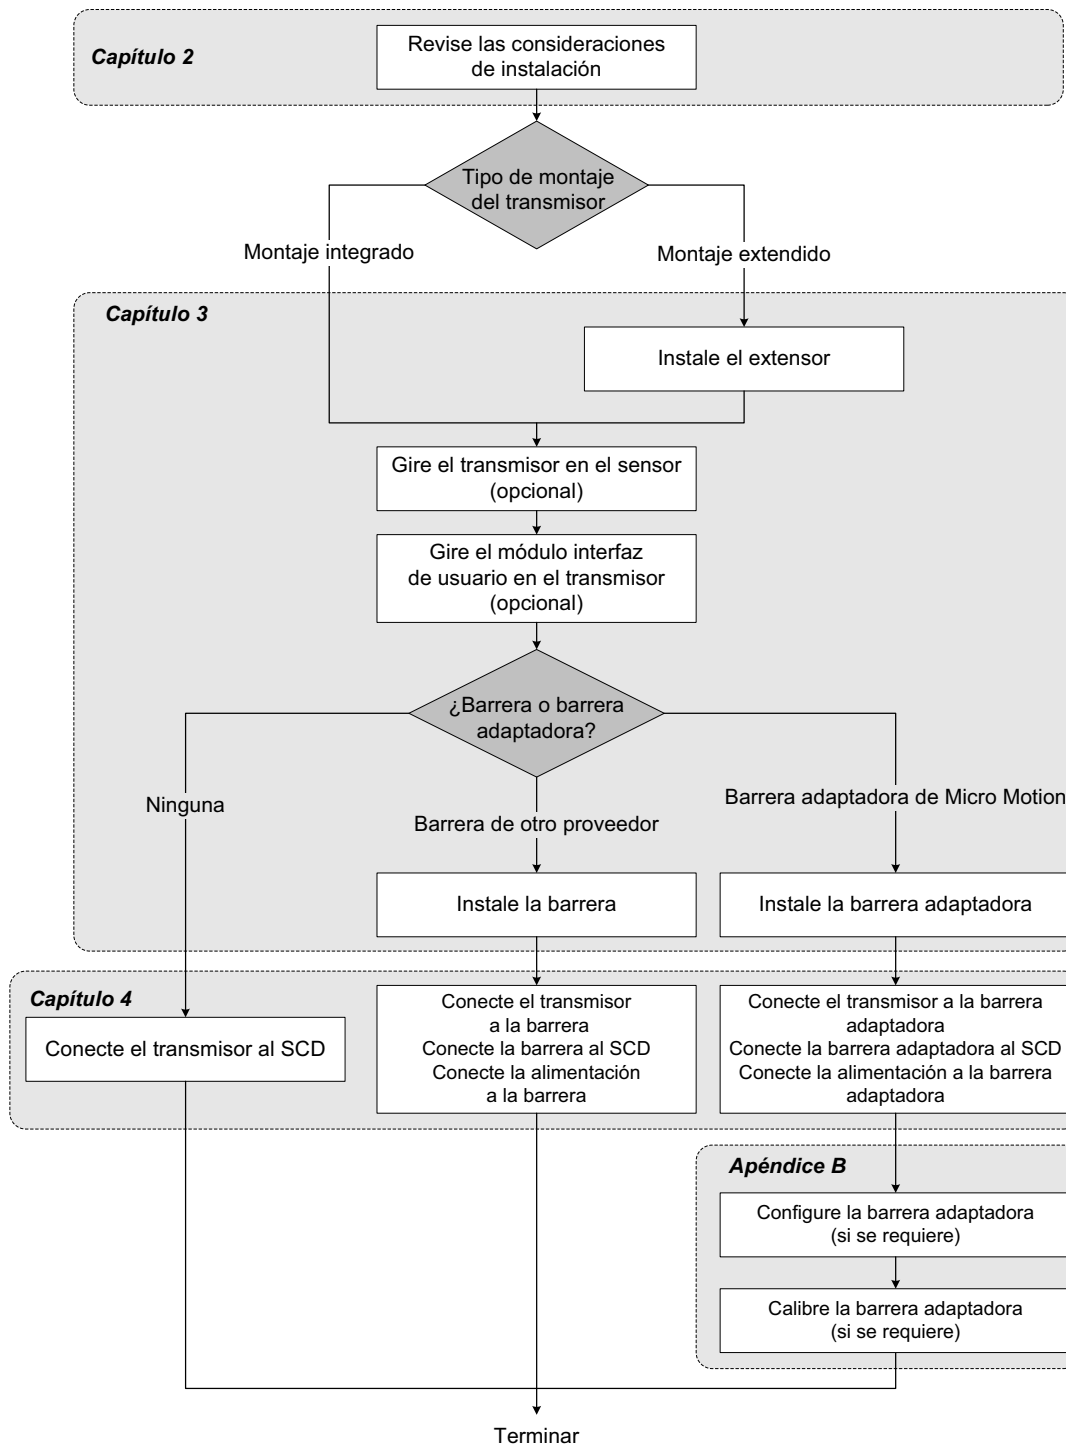 Capítulo 2
Revise las consideraciones
de instalación
Tipo de montaje
del transmisor
Montaje integrado
Montaje extendido
Capítulo 3
Instale el extensor
Gire el transmisor en el sensor
(opcional)
Gire el módulo interfaz
de usuario en el transmisor
(opcional)
¿Barrera o barrera
adaptadora?
Ninguna
Barrera de otro proveedor
Barrera adaptadora de Micro Motion
Instale la barrera
Instale la barrera adaptadora
Capítulo 4
Conecte el transmisor al SCD
Conecte el transmisor
a la barrera
Conecte la barrera al SCD
Conecte la alimentación
a la barrera
Conecte el transmisor a la barrera
adaptadora
Conecte la barrera adaptadora al SCD
Conecte la alimentación a la barrera
adaptadora
Apéndice B
Configure la barrera adaptadora
(si se requiere)
Calibre la barrera adaptadora
(si se requiere)
Terminar